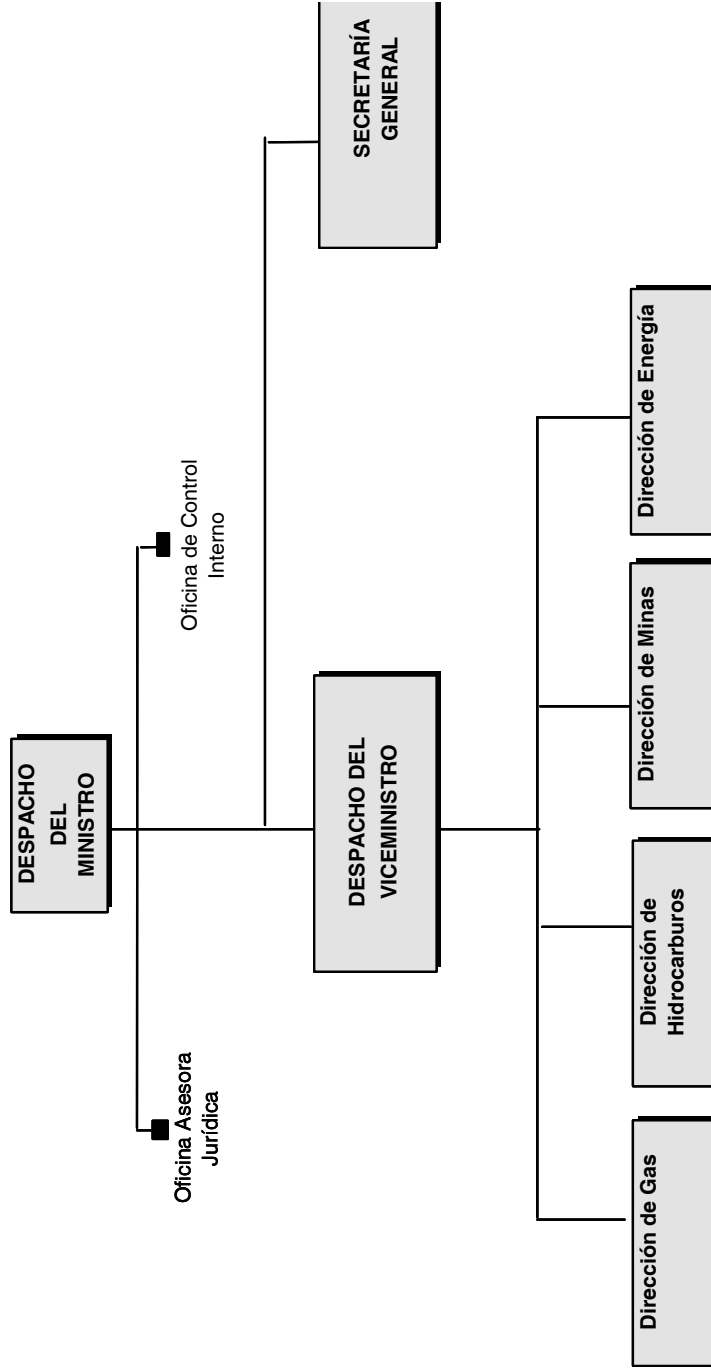 DESPACHO
DEL
MINISTRO
Oficina Asesora
Jurídica
Oficina de Control
Interno
DESPACHO DEL
VICEMINISTRO
SECRETARÍA
GENERAL
Dirección de Gas
Dirección de
Hidrocarburos
Dirección de Minas
Dirección de Energía